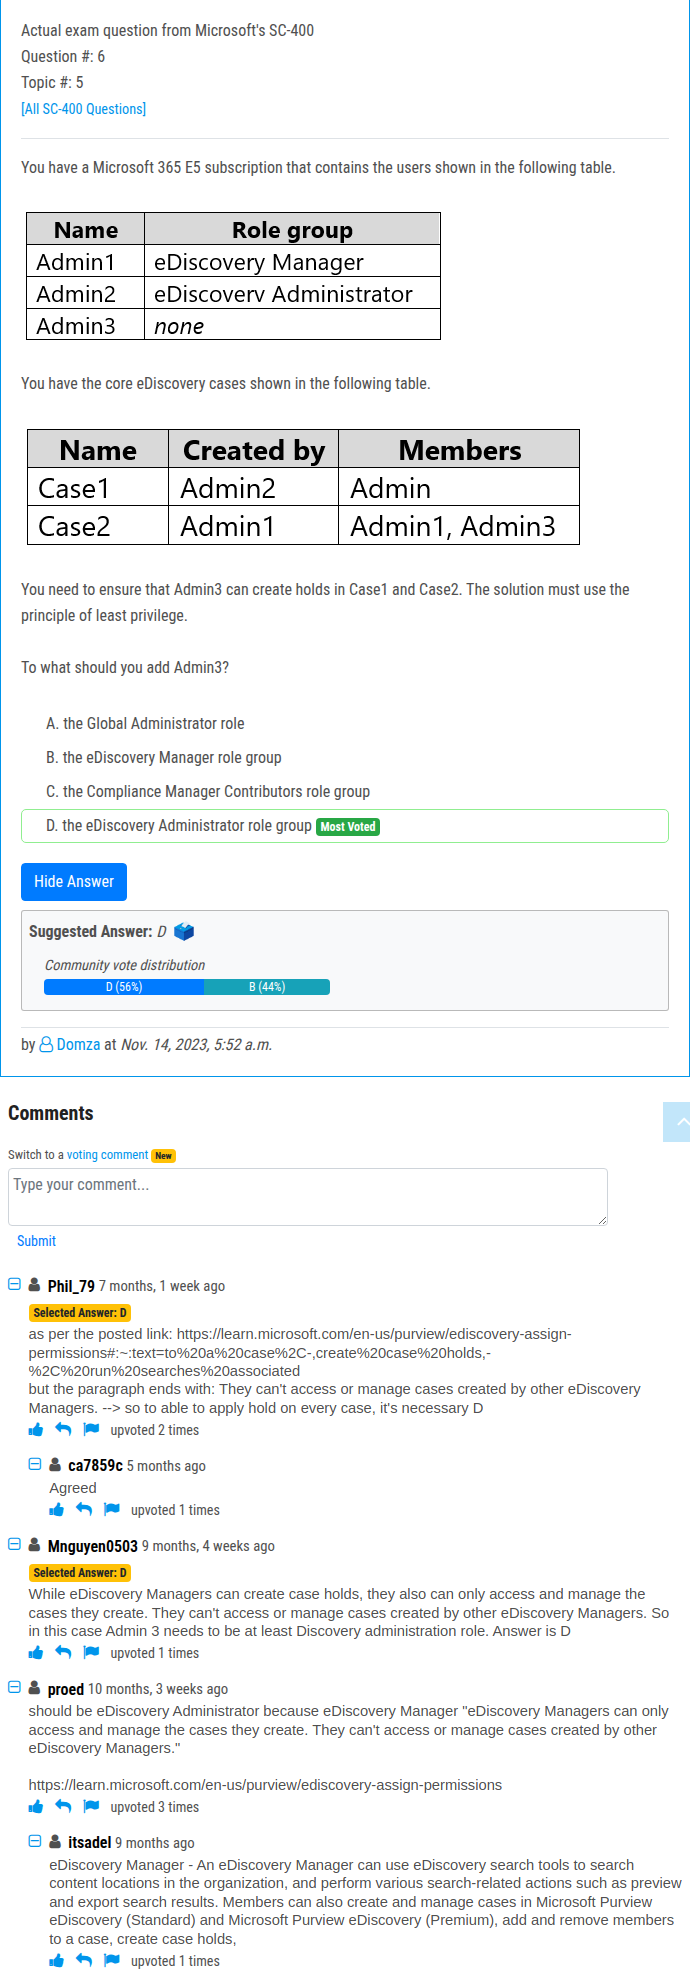 Actual exam question from Microsoft's SC-400
Question #: 6
Topic #: 5
[All SC-400 Questions]
You have a Microsoft 365 E5 subscription that contains the users shown in the following table.
Name Role group
Admin1 eDiscovery Manager
Admin2 eDiscoverv Administrator
Admin3 none
You have the core eDiscovery cases shown in the following table.
Name Created by Members
Case1 Admin2 Admin
Case2 Admin1 Admin1, Admin3
You need to ensure that Admin3 can create holds in Case1 and Case2. The solution must use the
principle of least privilege.
To what should you add Admin3?
A. the Global Administrator role
B. the eDiscovery Manager role group
C. the Compliance Manager Contributors role group
D. the eDiscovery Administrator role group Most Voted
Hide Answer
Suggested Answer: D
Community vote distribution
D (56%) B (44%)
by Domza at Nov. 14, 2023, 5:52 a.m.
Comments
Switch to a voting comment New
Type your comment...
Submit
Phil_79 7 months, 1 week ago
Selected Answer: D
as per the posted link: https://learn.microsoft.com/en-us/purview/ediscovery-assign-
permissions#:~:text=to%20a%20case%2C-,create%20case%20holds,-
%2C%20run%20searches%20associated
but the paragraph ends with: They can't access or manage cases created by other eDiscovery
Managers. --> so to able to apply hold on every case, it's necessary D
upvoted 2 times
ca7859c 5 months ago
Agreed
upvoted 1 times
Mnguyen0503 9 months, 4 weeks ago
Selected Answer: D
While eDiscovery Managers can create case holds, they also can only access and manage the
cases they create. They can't access or manage cases created by other eDiscovery Managers. So
in this case Admin 3 needs to be at least Discovery administration role. Answer is D
upvoted 1 times
proed 10 months, 3 weeks ago
should be eDiscovery Administrator because eDiscovery Manager "eDiscovery Managers can only
access and manage the cases they create. They can't access or manage cases created by other
eDiscovery Managers."
https://learn.microsoft.com/en-us/purview/ediscovery-assign-permissions
upvoted 3 times
itsadel 9 months ago
eDiscovery Manager - An eDiscovery Manager can use eDiscovery search tools to search
content locations in the organization, and perform various search-related actions such as preview
and export search results. Members can also create and manage cases in Microsoft Purview
eDiscovery (Standard) and Microsoft Purview eDiscovery (Premium), add and remove members
to a case, create case holds,
upvoted 1 times